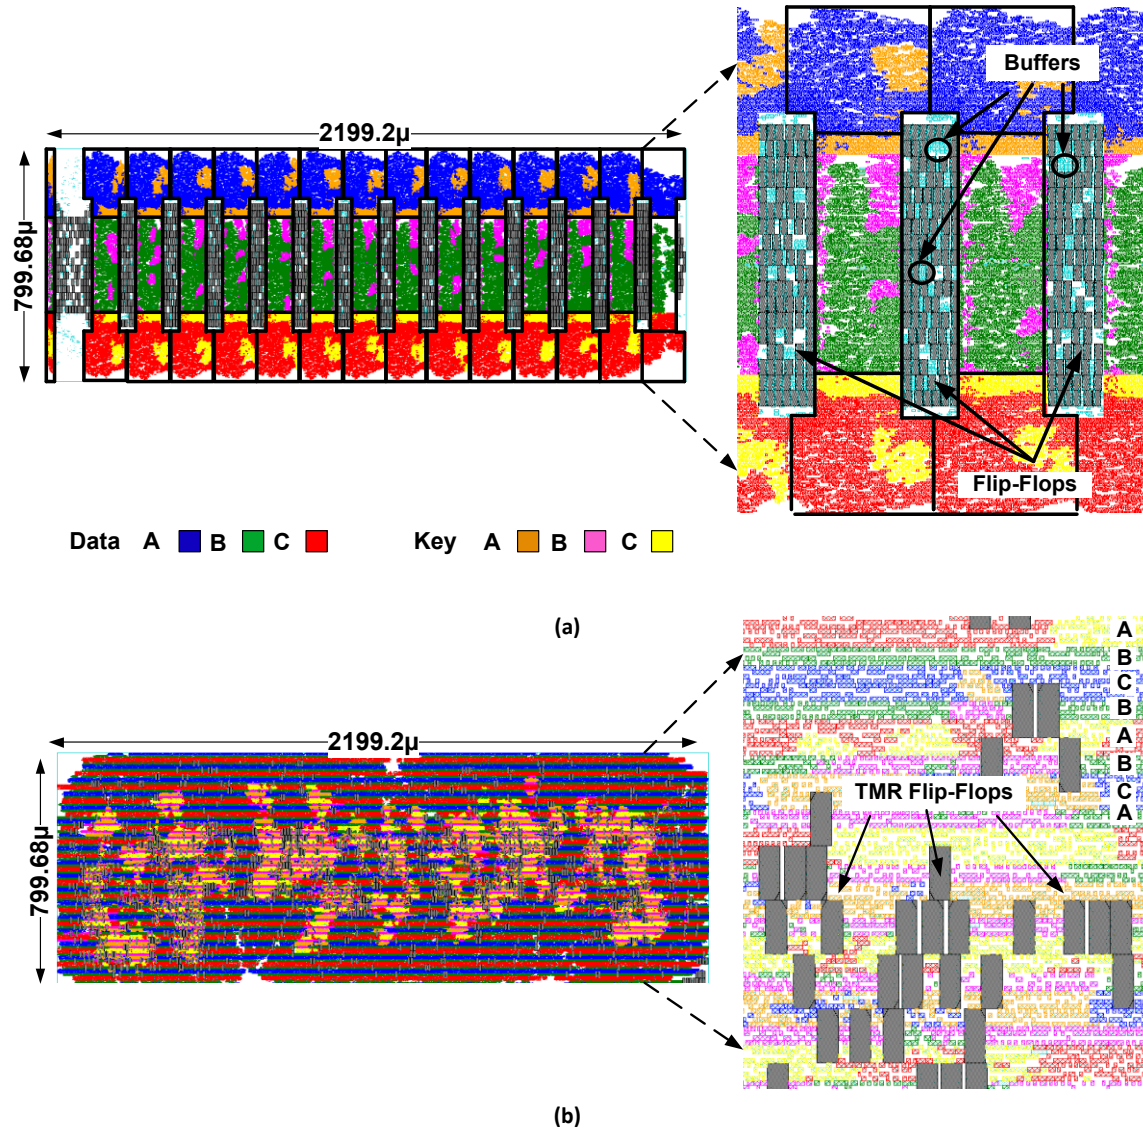 Buffers
2199.2µ
799.68µ
Flip-Flops
Data A B C Key A B C
(a)
A
B
C
B
A
B
C
A
2199.2µ
TMR Flip-Flops
799.68µ
(b)